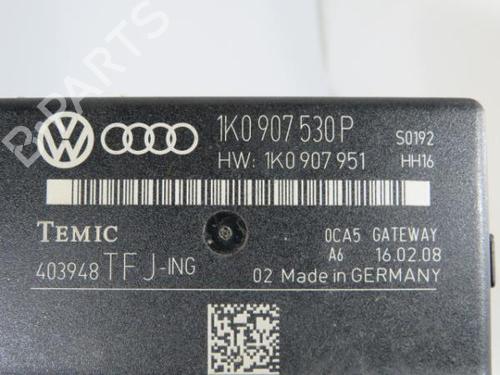 1K0 907 530 P S0192
HW: 1K0 907 951 HH16
TEMIC 0CA5 GATEWAY
A6 16.02.08
403948 TFJ-ING 02 Made in GERMANY
B-PARTS